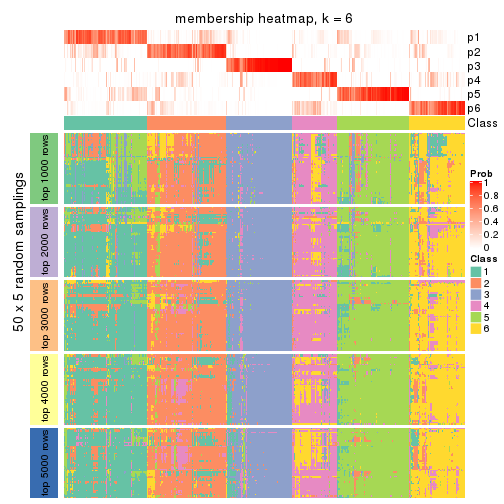 membership heatmap, k = 6
p1
p2
p3
p4
p5
p6
Class
50 x 5 random samplings
top 1000 rows
top 2000 rows
top 3000 rows
top 4000 rows
top 5000 rows
Prob
1
0.8
0.6
0.4
0.2
0
Class
1
2
3
4
5
6